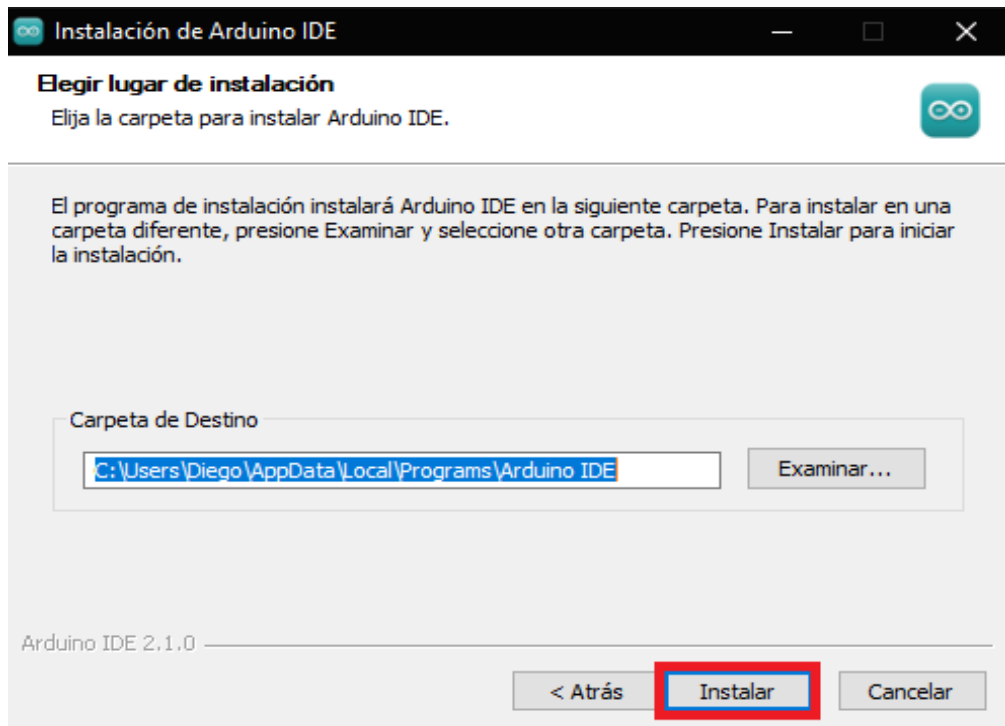 Instalación de Arduino IDE
Elegir lugar de instalación
Elija la carpeta para instalar Arduino IDE.
El programa de instalación instalará Arduino IDE en la siguiente carpeta. Para instalar en una
carpeta diferente, presione Examinar y seleccione otra carpeta. Presione Instalar para iniciar
la instalación.
Carpeta de Destino
C:\Users\Diego\AppData\Local\Programs\Arduino IDE
Examinar...
Arduino IDE 2.1.0
< Atrás
Instalar
Cancelar